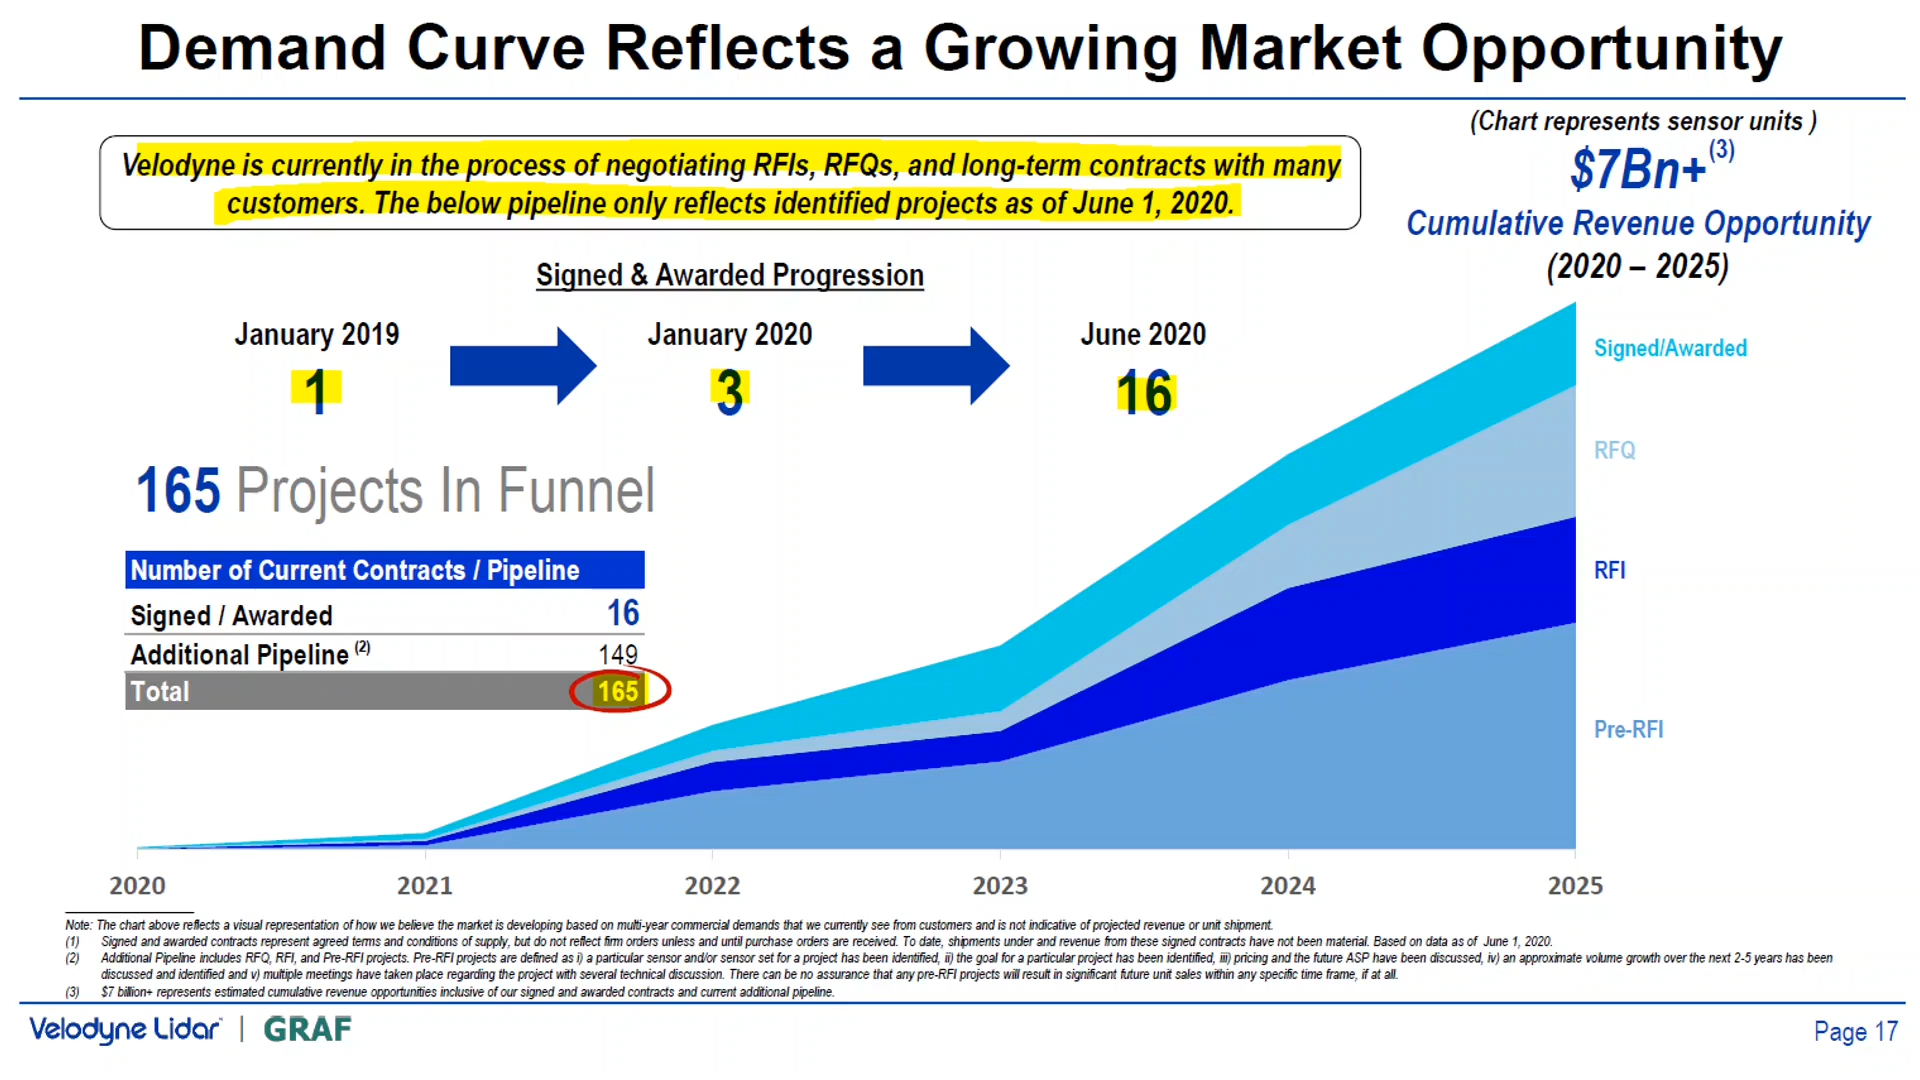 Demand Curve Reflects a Growing Market Opportunity
(Chart represents sensor units )
$7Bn+(3)
Cumulative Revenue Opportunity
(2020 – 2025)
Velodyne is currently in the process of negotiating RFIs, RFQs, and long-term contracts with many
customers. The below pipeline only reflects identified projects as of June 1, 2020.
Signed & Awarded Progression
January 2019
1
January 2020
3
June 2020
16
165 Projects In Funnel
Number of Current Contracts / Pipeline
Signed / Awarded 16
Additional Pipeline (2) 149
Total 165
Signed/Awarded
RFQ
RFI
Pre-RFI
2020 2021 2022 2023 2024 2025
Note: The chart above reflects a visual representation of how we believe the market is developing based on multi-year commercial demands that we currently see from customers and is not indicative of projected revenue or unit shipment.
(1) Signed and awarded contracts represent agreed terms and conditions of supply, but do not reflect firm orders unless and until purchase orders are received. To date, shipments under and revenue from these signed contracts have not been material. Based on data as of June 1, 2020.
(2) Additional Pipeline includes RFQ, RFI, and Pre-RFI projects. Pre-RFI projects are defined as i) a particular sensor and/or sensor set for a project has been identified, ii) the goal for a particular project has been identified, iii) pricing and the future ASP have been discussed, iv) an approximate volume growth over the next 2-5 years has been
discussed and identified and v) multiple meetings have taken place regarding the project with several technical discussion. There can be no assurance that any pre-RFI projects will result in significant future unit sales within any specific time frame, if at all.
(3) $7 billion+ represents estimated cumulative revenue opportunities inclusive of our signed and awarded contracts and current additional pipeline.
Velodyne Lidar | GRAF
Page 17